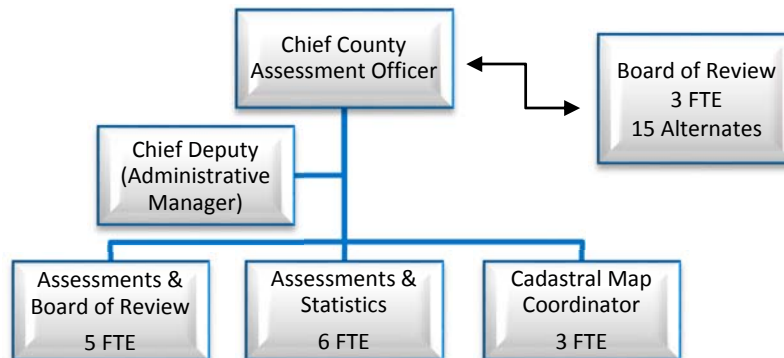 Chief County
Assessment Officer
Board of Review
3 FTE
15 Alternates
Chief Deputy
(Administrative
Manager)
Assessments &
Board of Review
5 FTE
Assessments &
Statistics
6 FTE
Cadastral Map
Coordinator
3 FTE